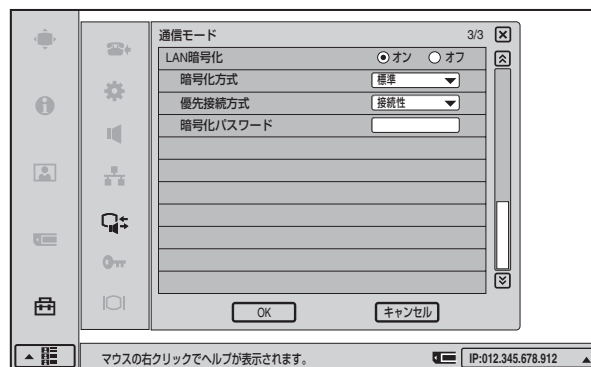 通信モード 3/3
LAN暗号化 オン オフ
暗号化方式 標準
優先接続方式 接続性
暗号化パスワード
OK キャンセル
マウスの右クリックでヘルプが表示されます。 IP:012.345.678.912